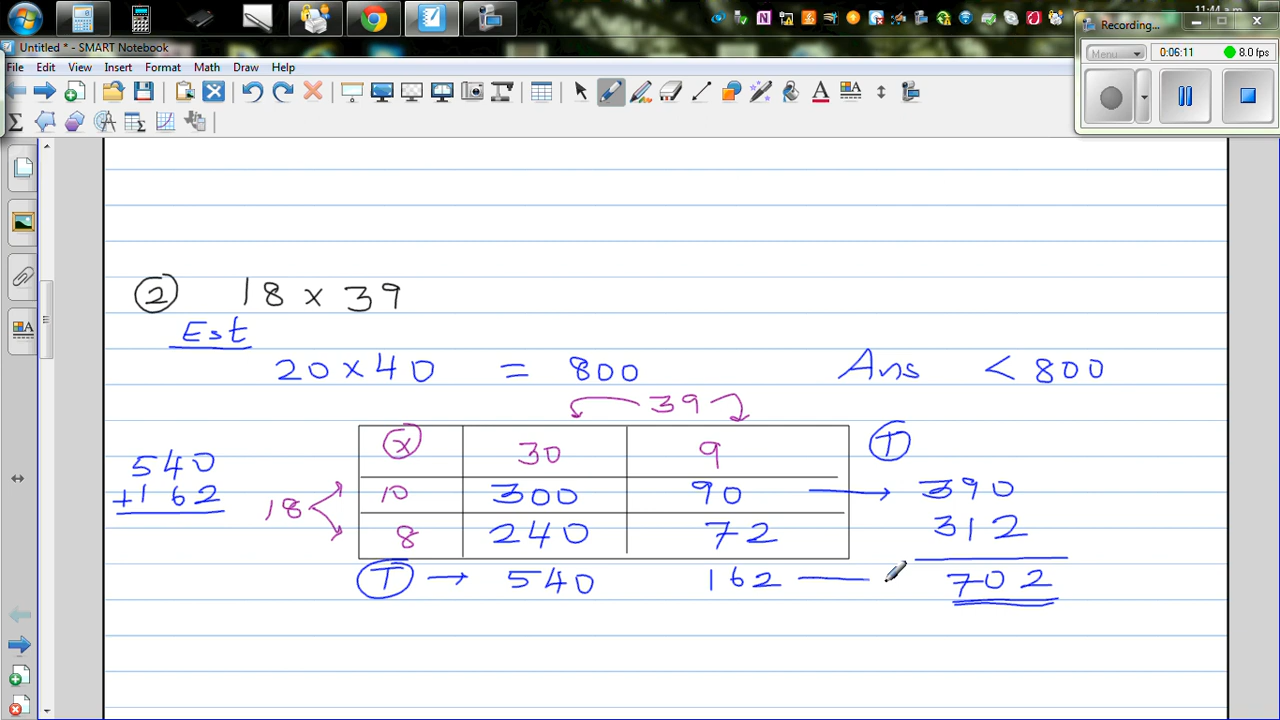 11:44 a.m.
Recording...
Untitled * - SMART Notebook
Menu
0:06:11
8.0 fps
File Edit View Insert Format Math Draw Help
② 18 x 39
Est
20 x 40 = 800 Ans < 800
39
ⓧ 30 9 Ⓣ
540
+162
18
10 300 90 → 390
8 240 72 312
Ⓣ → 540 162 — 702